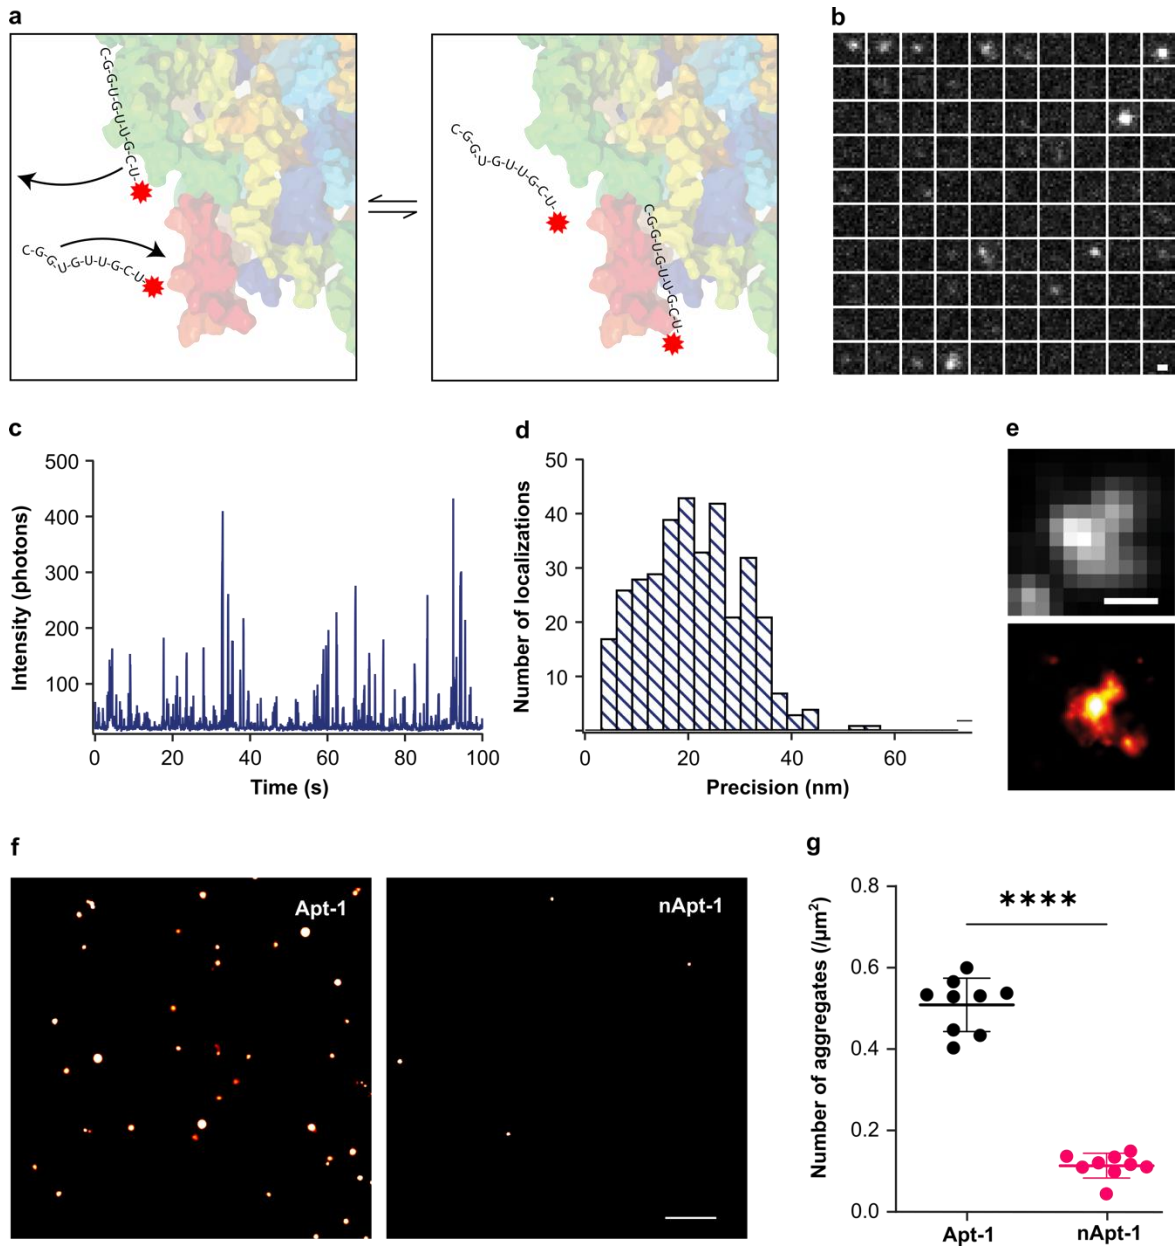 a
C-G-G-U-G-U-U-G-C-U-
C-G-G-U-G-U-U-G-C-U-
C-G-G-U-G-U-U-G-C-U-
C-G-G-U-G-U-U-G-C-U-
b
c
500
400
300
200
100
0
20
40
60
80
100
Intensity (photons)
Time (s)
d
50
40
30
20
10
0
20
40
60
Number of localizations
Precision (nm)
e
f
Apt-1
nApt-1
g
0.8
0.6
0.4
0.2
0.0
Number of aggregates (/μm²)
****
Apt-1
nApt-1